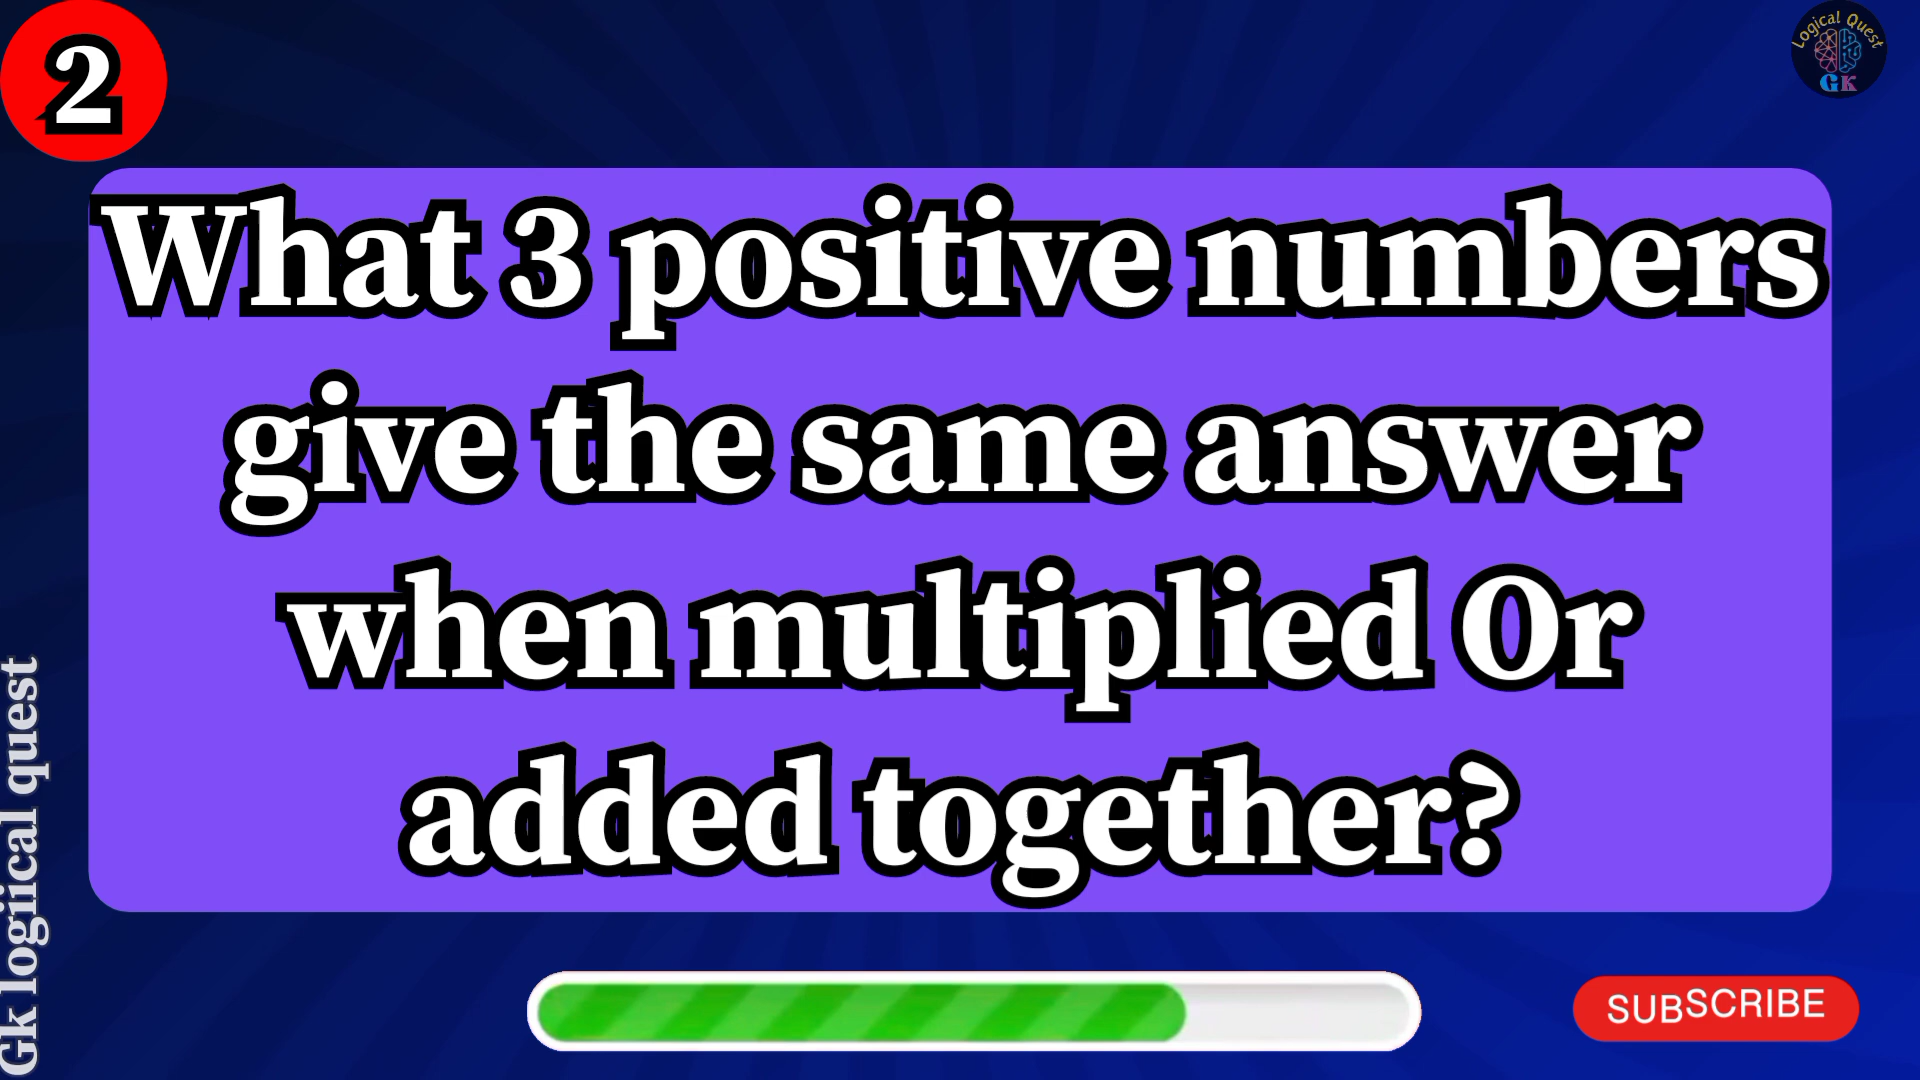 2
Logical Quest
GK
What 3 positive numbers
give the same answer
when multiplied Or
added together?
Gk logical quest
SUBSCRIBE